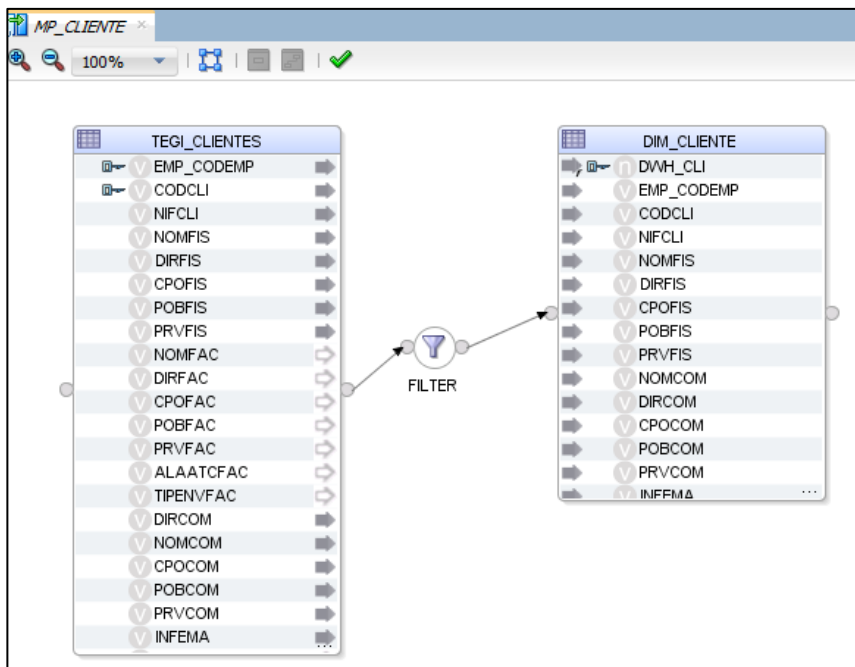 MP_CLIENTE
100%
TEGI_CLIENTES
EMP_CODEMP
CODCLI
NIFCLI
NOMFIS
DIRFIS
CPOFIS
POBFIS
PRVFIS
NOMFAC
DIRFAC
CPOFAC
POBFAC
PRVFAC
ALAATCFAC
TIPENVFAC
DIRCOM
NOMCOM
CPOCOM
POBCOM
PRVCOM
INFEMA
...
FILTER
DIM_CLIENTE
DWH_CLI
EMP_CODEMP
CODCLI
NIFCLI
NOMFIS
DIRFIS
CPOFIS
POBFIS
PRVFIS
NOMCOM
DIRCOM
CPOCOM
POBCOM
PRVCOM
INFEMA
...